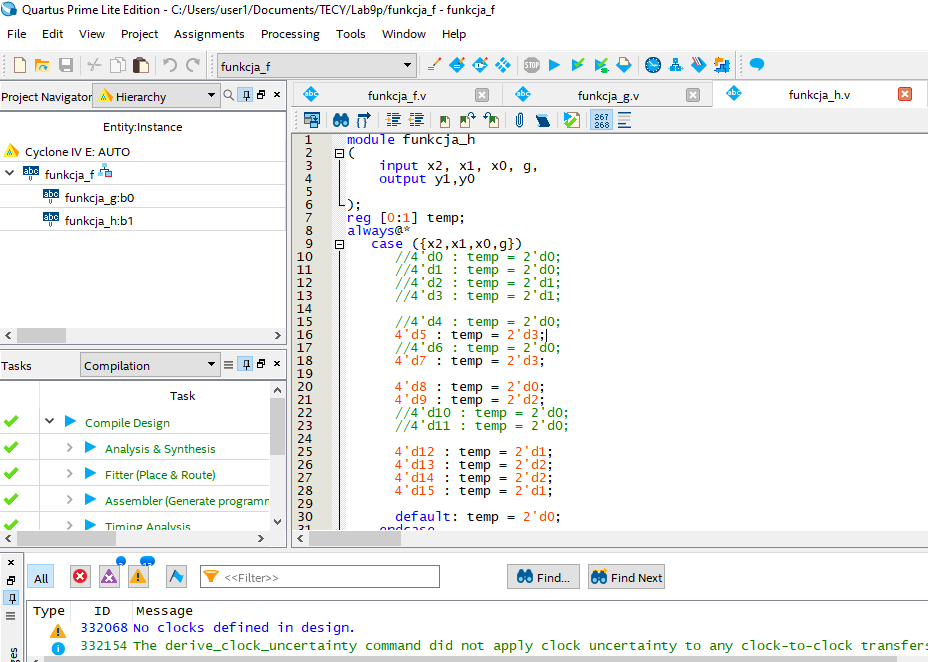 Quartus Prime Lite Edition - C:/Users/user1/Documents/TECY/Lab9p/funkcja_f - funkcja_f
File Edit View Project Assignments Processing Tools Window Help
funkcja_f
Project Navigator Hierarchy
Entity:Instance
Cyclone IV E: AUTO
funkcja_f
funkcja_g:b0
funkcja_h:b1
Tasks Compilation
Task
Compile Design
Analysis & Synthesis
Fitter (Place & Route)
Assembler (Generate programm
Timing Analysis
funkcja_f.v funkcja_g.v funkcja_h.v
267
268
1 module funkcja_h
2 (
3 input x2, x1, x0, g,
4 output y1,y0
5
6 );
7 reg [0:1] temp;
8 always@*
9 case ({x2,x1,x0,g})
10 //4'd0 : temp = 2'd0;
11 //4'd1 : temp = 2'd0;
12 //4'd2 : temp = 2'd1;
13 //4'd3 : temp = 2'd1;
14
15 //4'd4 : temp = 2'd0;
16 4'd5 : temp = 2'd3;
17 //4'd6 : temp = 2'd0;
18 4'd7 : temp = 2'd3;
19
20 4'd8 : temp = 2'd0;
21 4'd9 : temp = 2'd2;
22 //4'd10 : temp = 2'd0;
23 //4'd11 : temp = 2'd0;
24
25 4'd12 : temp = 2'd1;
26 4'd13 : temp = 2'd2;
27 4'd14 : temp = 2'd2;
28 4'd15 : temp = 2'd1;
29
30 default: temp = 2'd0;
31 endcase
All <<Filter>> Find... Find Next
Type ID Message
332068 No clocks defined in design.
332154 The derive_clock_uncertainty command did not apply clock uncertainty to any clock-to-clock transfers